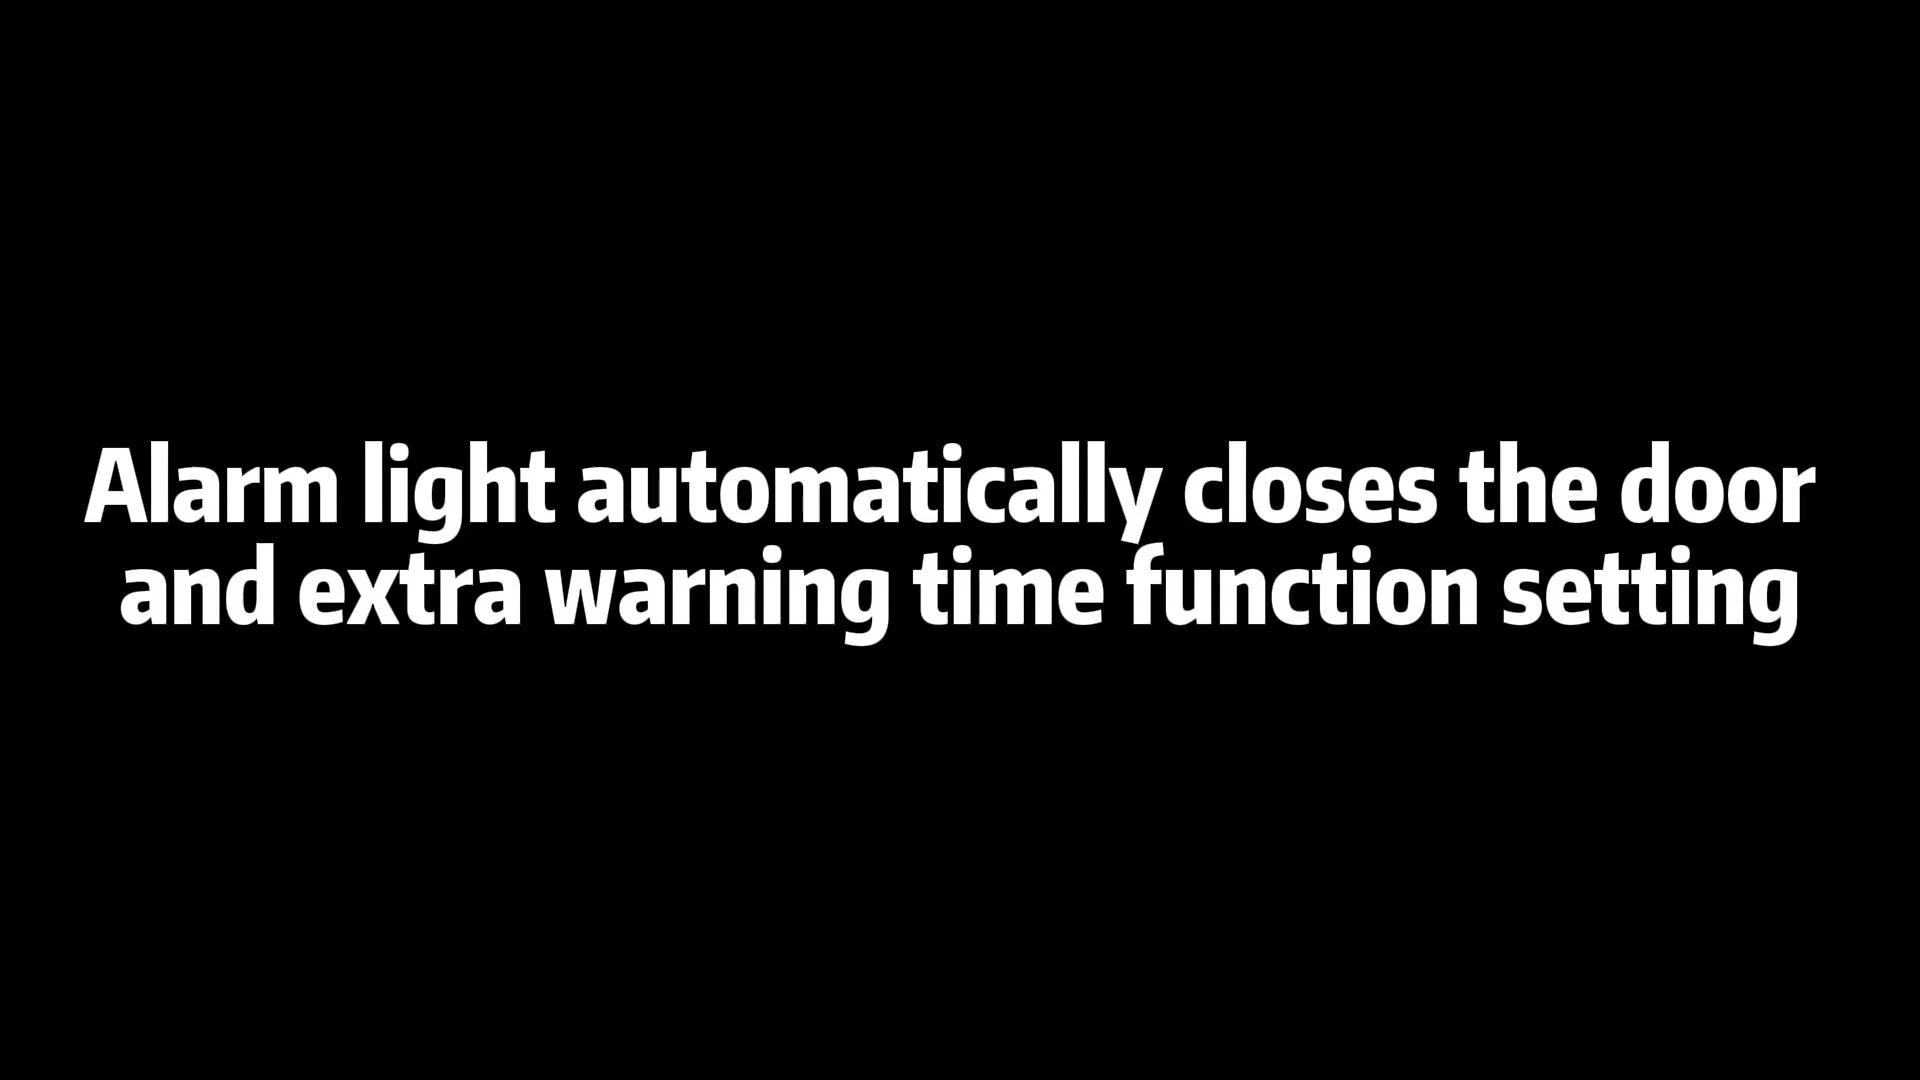 Alarm light automatically closes the door
and extra warning time function setting